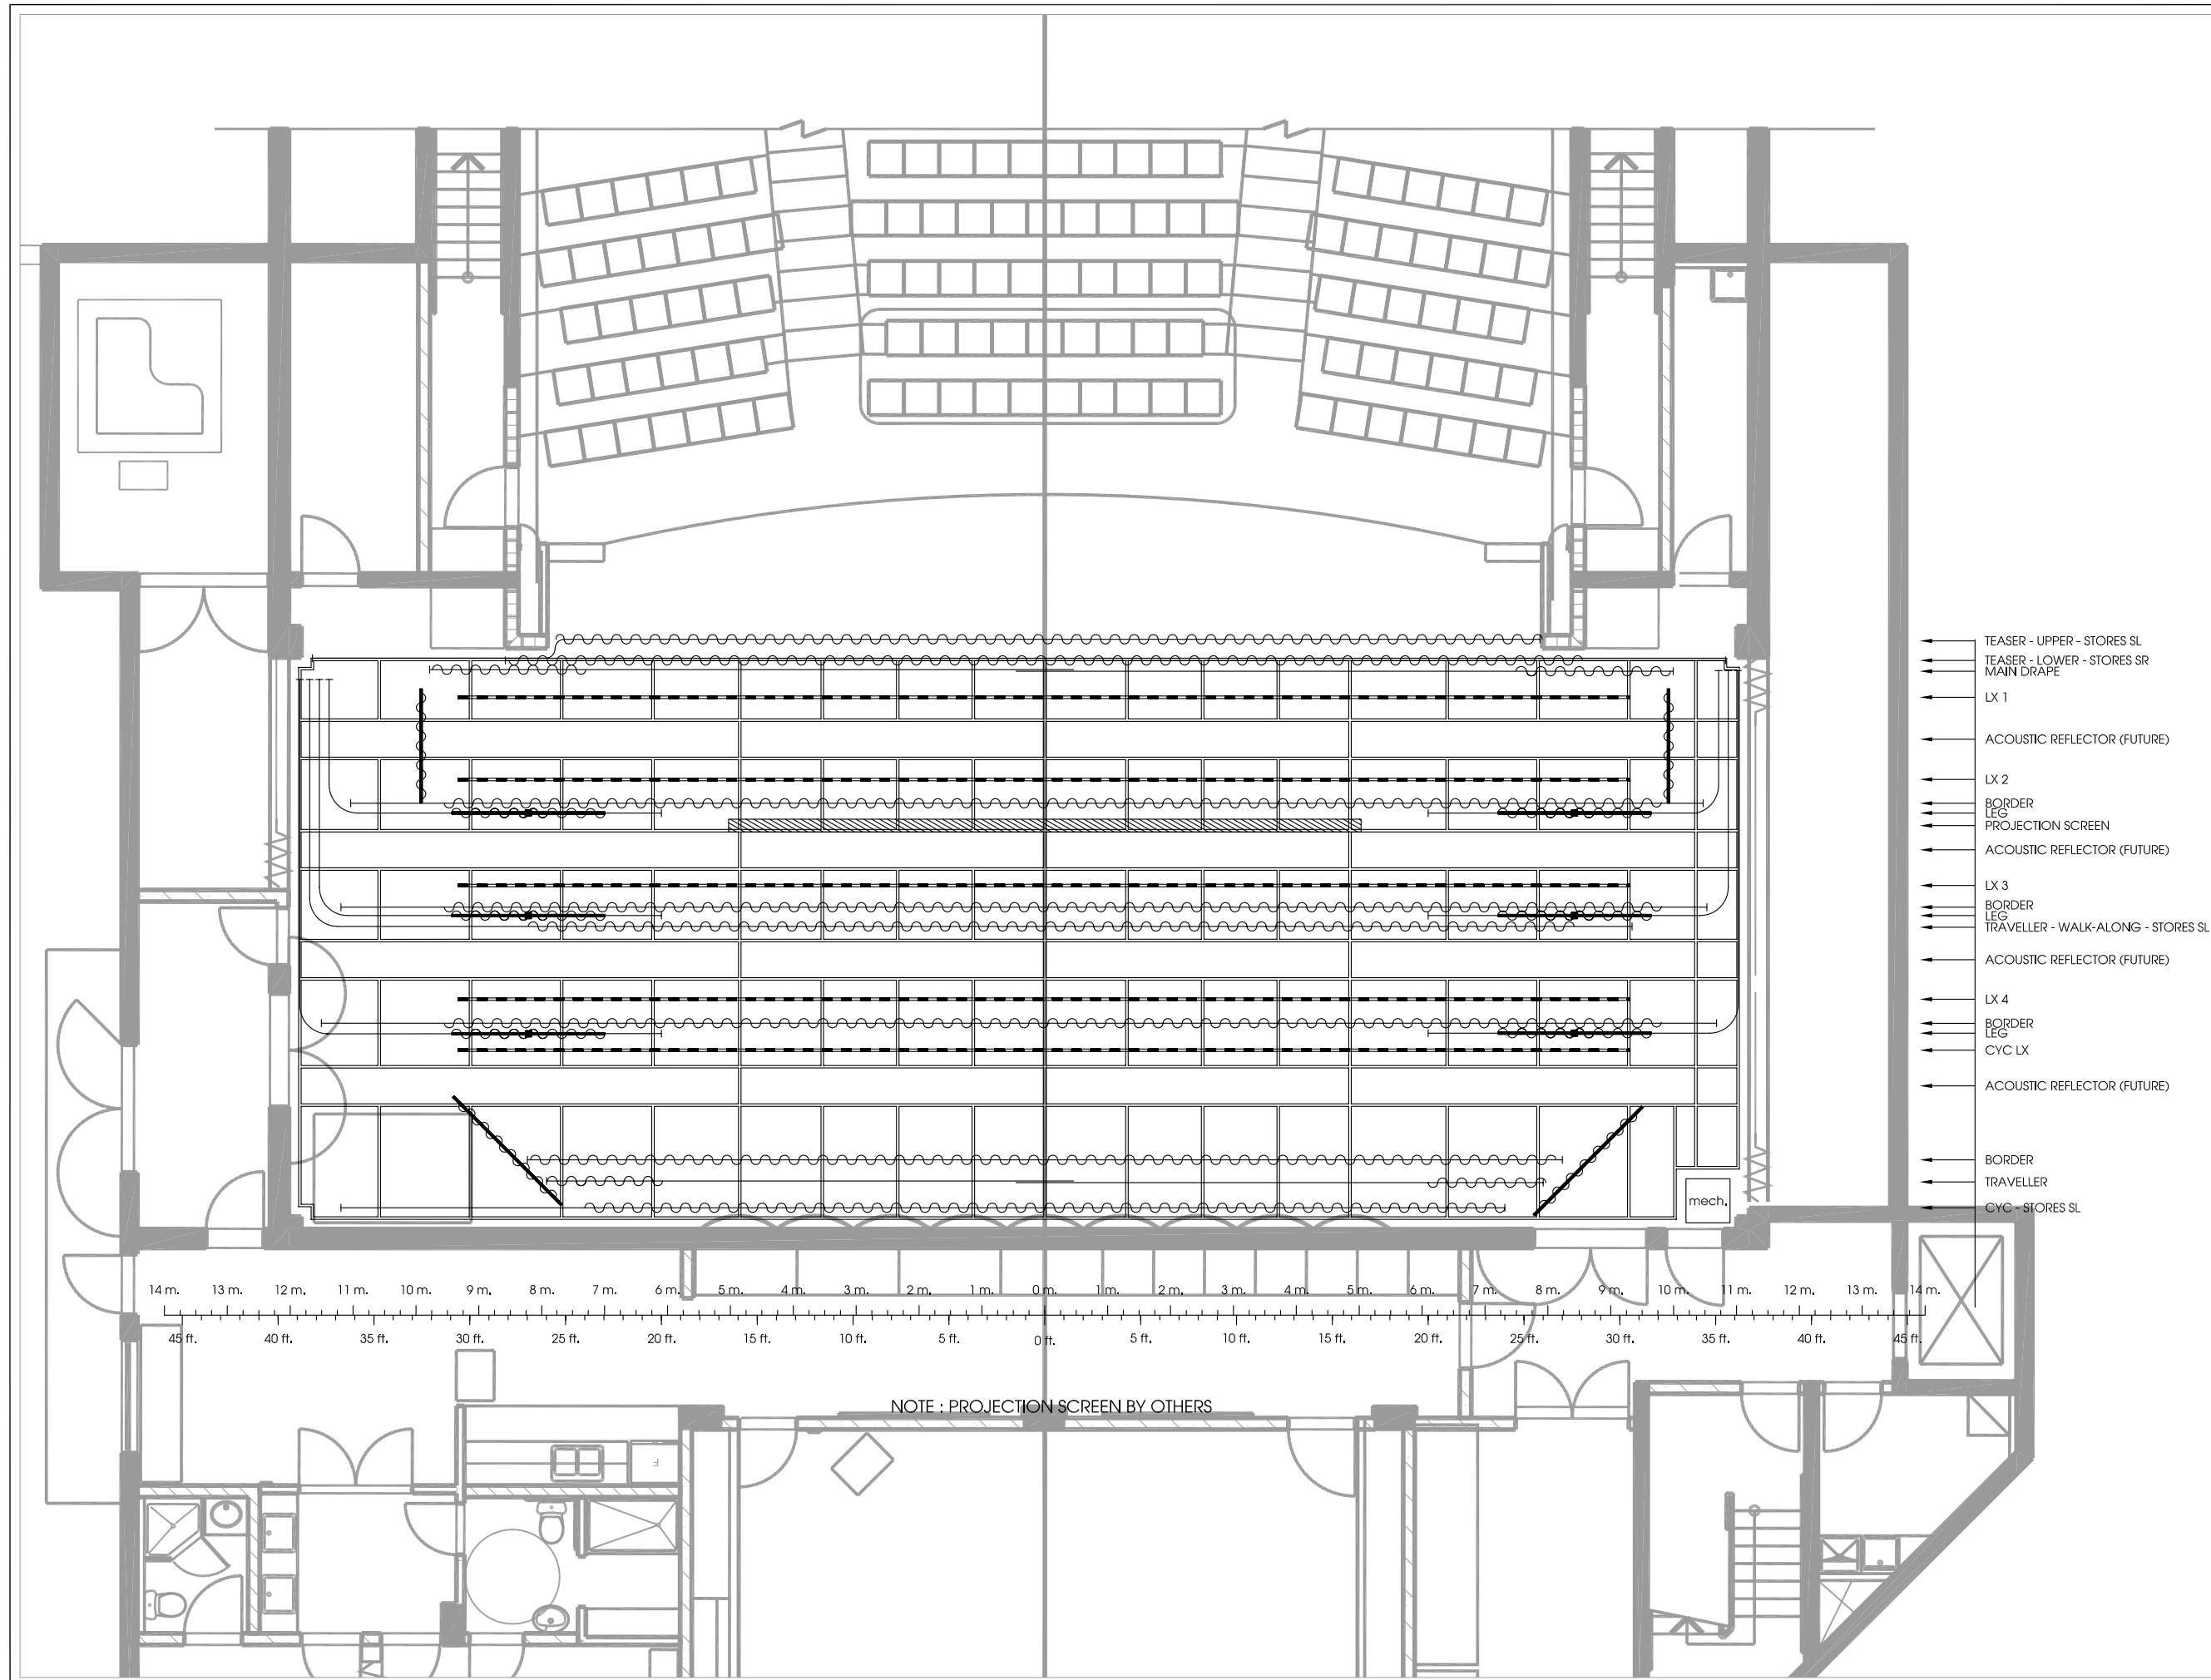 TEASER - UPPER - STORES SL
TEASER - LOWER - STORES SR
MAIN DRAPE
LX 1
ACOUSTIC REFLECTOR (FUTURE)
LX 2
BORDER
LEG
PROJECTION SCREEN
ACOUSTIC REFLECTOR (FUTURE)
LX 3
BORDER
LEG
TRAVELLER - WALK-ALONG - STORES SL
ACOUSTIC REFLECTOR (FUTURE)
LX 4
BORDER
LEG
CYC LX
ACOUSTIC REFLECTOR (FUTURE)
BORDER
TRAVELLER
mech.
CYC - STORES SL
14 m. 13 m. 12 m. 11 m. 10 m. 9 m. 8 m. 7 m. 6 m. 5 m. 4 m. 3 m. 2 m. 1 m. 0 m. 1 m. 2 m. 3 m. 4 m. 5 m. 6 m. 7 m. 8 m. 9 m. 10 m. 11 m. 12 m. 13 m. 14 m.
45 ft. 40 ft. 35 ft. 30 ft. 25 ft. 20 ft. 15 ft. 10 ft. 5 ft. 0 ft. 5 ft. 10 ft. 15 ft. 20 ft. 25 ft. 30 ft. 35 ft. 40 ft. 45 ft.
NOTE : PROJECTION SCREEN BY OTHERS